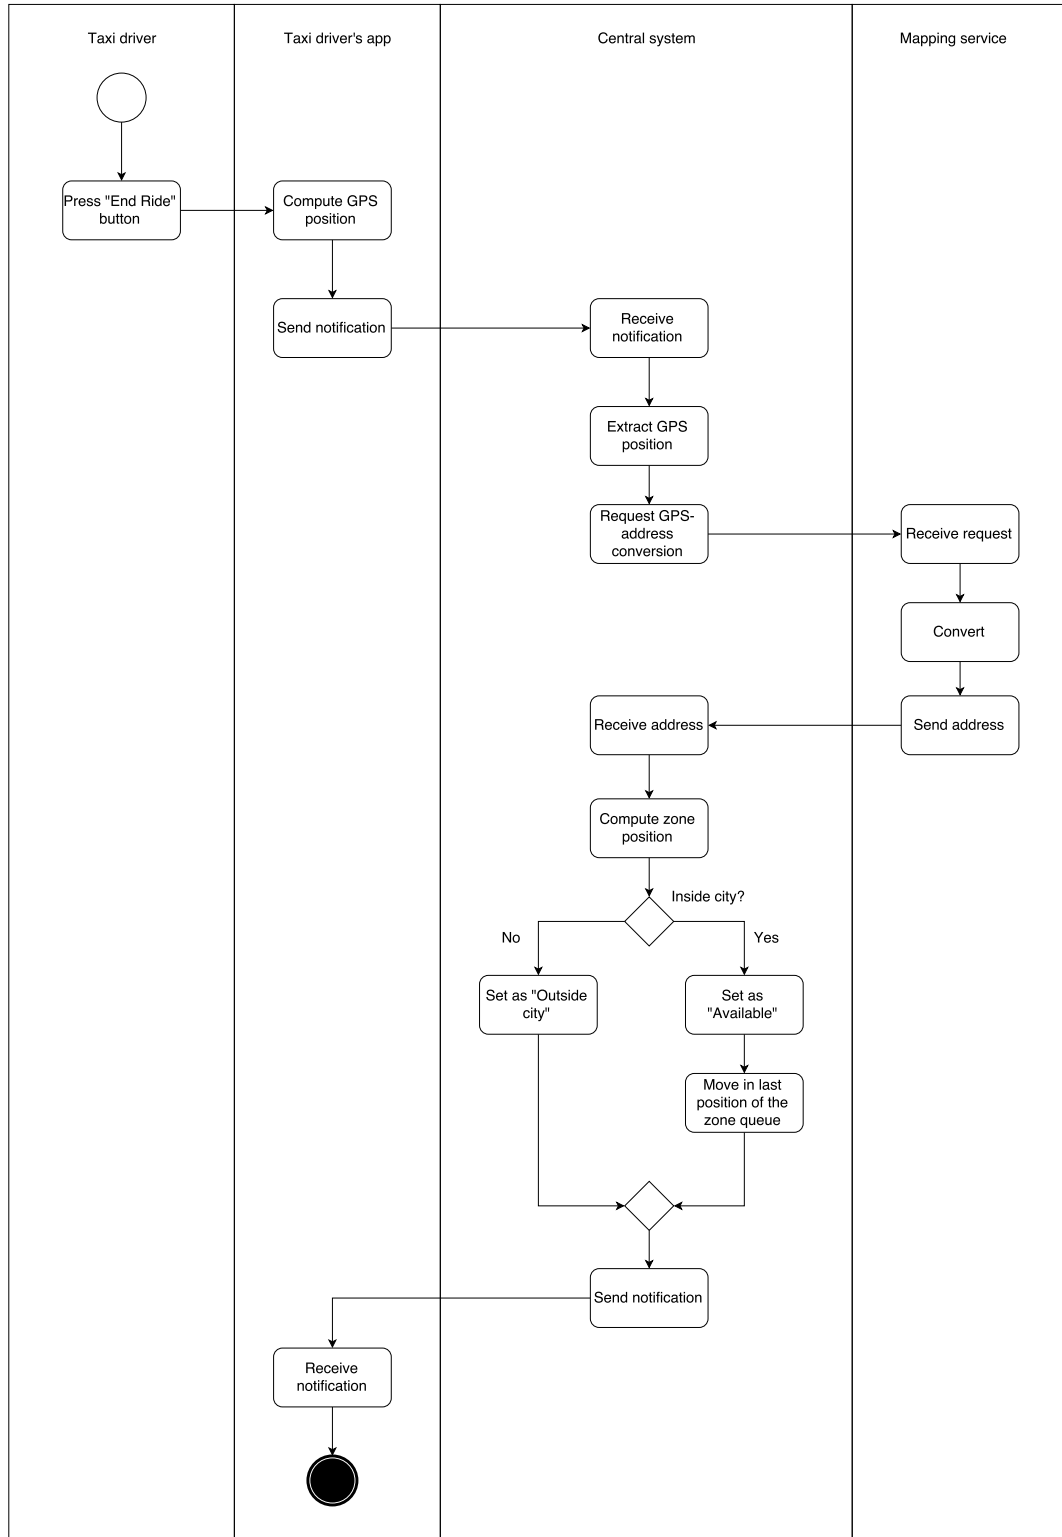 Taxi driver
Taxi driver's app
Central system
Mapping service
Press "End Ride"
button
Compute GPS
position
Send notification
Receive
notification
Extract GPS
position
Request GPS-
address
conversion
Receive request
Convert
Receive address
Send address
Compute zone
position
Inside city?
No
Yes
Set as "Outside
city"
Set as
"Available"
Move in last
position of the
zone queue
Send notification
Receive
notification